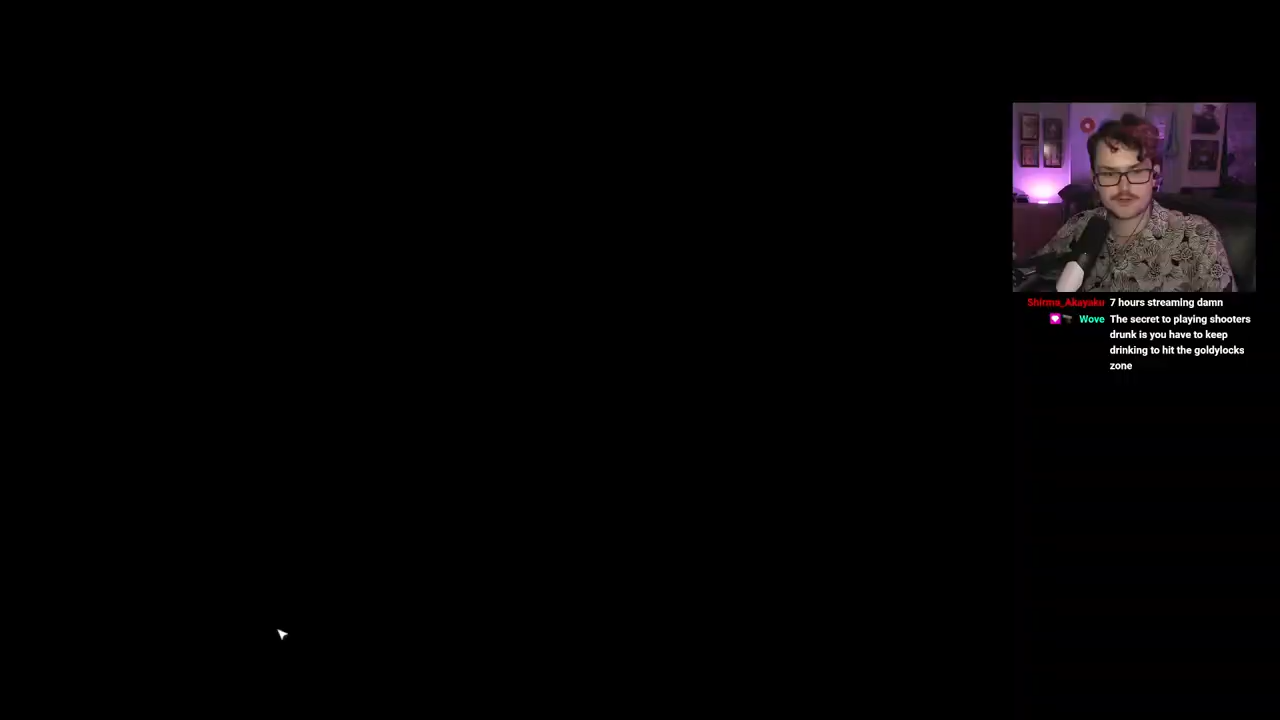 Shirma_Akayaku 7 hours streaming damn
Wove The secret to playing shooters
drunk is you have to keep
drinking to hit the goldylocks
zone